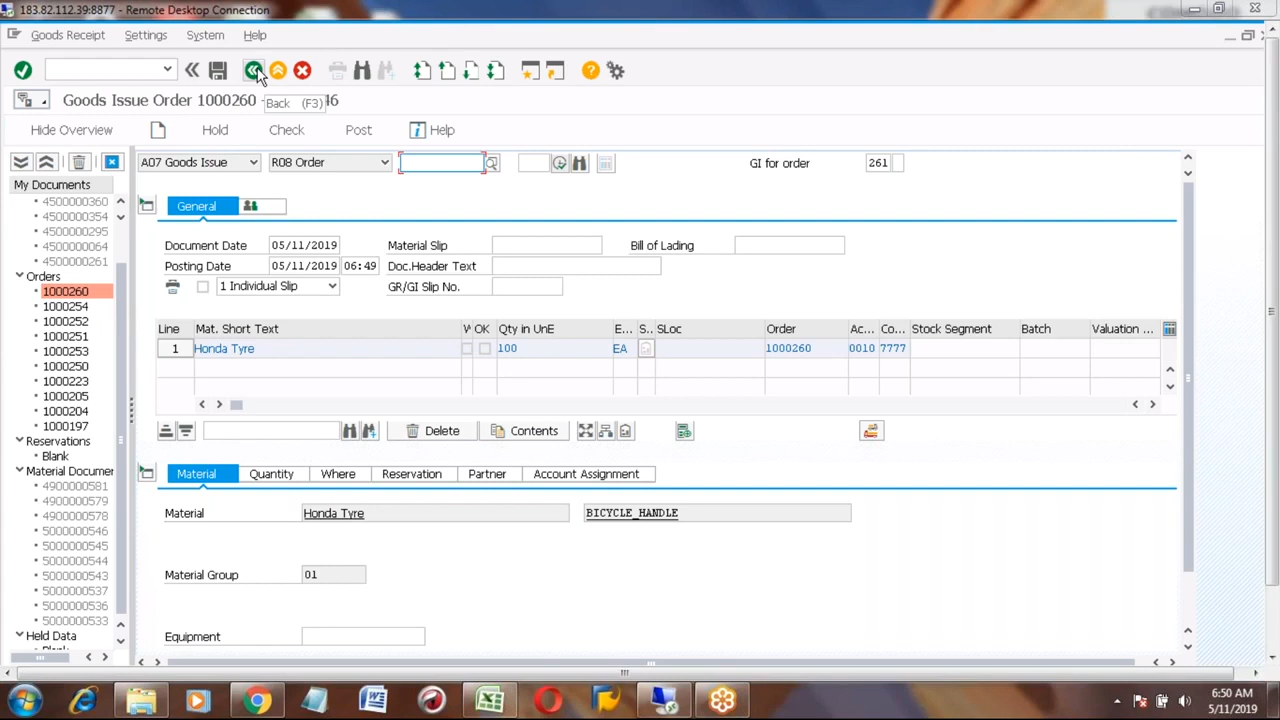 183.82.112.39:8877 - Remote Desktop Connection
Goods Receipt Settings System Help
Goods Issue Order 1000260 -
46
Back (F3)
Hide Overview Hold Check Post Help
A07 Goods Issue R08 Order GI for order 261
My Documents
4500000360
4500000354
4500000295
4500000064
4500000261
Orders
1000260
1000254
1000252
1000251
1000253
1000250
1000223
1000205
1000204
1000197
Reservations
Blank
Material Documen
4900000581
4900000579
4900000578
5000000546
5000000545
5000000544
5000000543
5000000537
5000000536
5000000533
Held Data
General
Document Date 05/11/2019 Material Slip Bill of Lading
Posting Date 05/11/2019 06:49 Doc.Header Text
1 Individual Slip GR/GI Slip No.
Line Mat. Short Text W OK Qty in UnE E... S.. SLoc Order Ac... Co... Stock Segment Batch Valuation ...
1 Honda Tyre 100 EA 1000260 0010 7777
Delete Contents
Material Quantity Where Reservation Partner Account Assignment
Material Honda Tyre BICYCLE_HANDLE
Material Group 01
Equipment
6:50 AM
5/11/2019